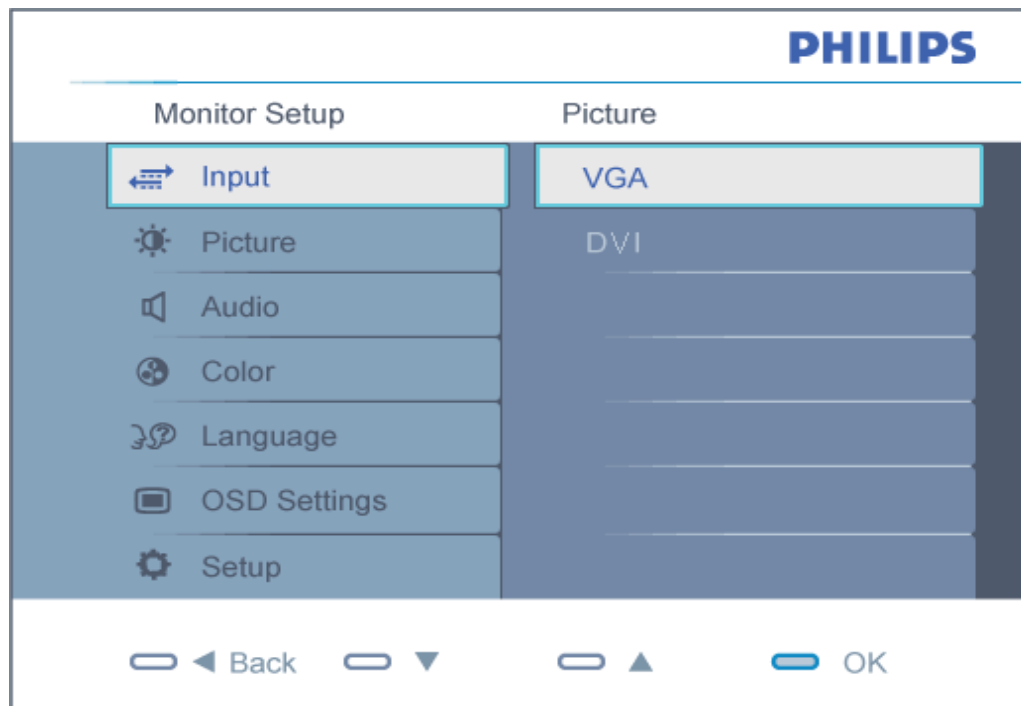 PHILIPS
Monitor Setup
Picture
Input
VGA
Picture
DVI
Audio
Color
Language
OSD Settings
Setup
Back
OK